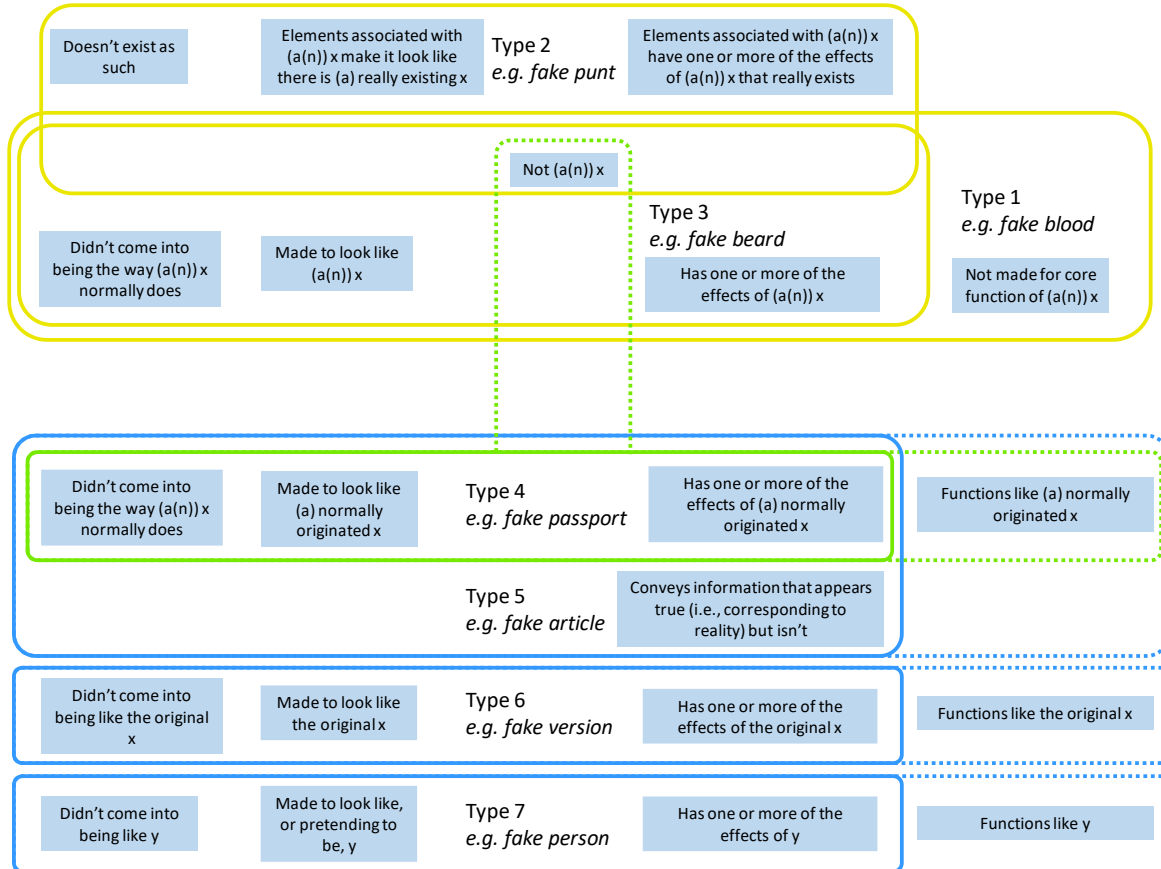 Doesn't exist as
such
Elements associated with
(a(n)) x make it look like
there is (a) really existing x
Type 2
e.g. fake punt
Elements associated with (a(n)) x
have one or more of the effects
of (a(n)) x that really exists
Not (a(n)) x
Type 3
e.g. fake beard
Type 1
e.g. fake blood
Didn't come into
being the way (a(n)) x
normally does
Made to look like
(a(n)) x
Has one or more of the
effects of (a(n)) x
Not made for core
function of (a(n)) x
Didn't come into
being the way (a(n)) x
normally does
Made to look like
(a) normally
originated x
Type 4
e.g. fake passport
Has one or more of the
effects of (a) normally
originated x
Functions like (a) normally
originated x
Type 5
e.g. fake article
Conveys information that appears
true (i.e., corresponding to
reality) but isn't
Didn't come into
being like the original
x
Made to look like
the original x
Type 6
e.g. fake version
Has one or more of the
effects of the original x
Functions like the original x
Didn't come into
being like y
Made to look like,
or pretending to
be, y
Type 7
e.g. fake person
Has one or more of the
effects of y
Functions like y